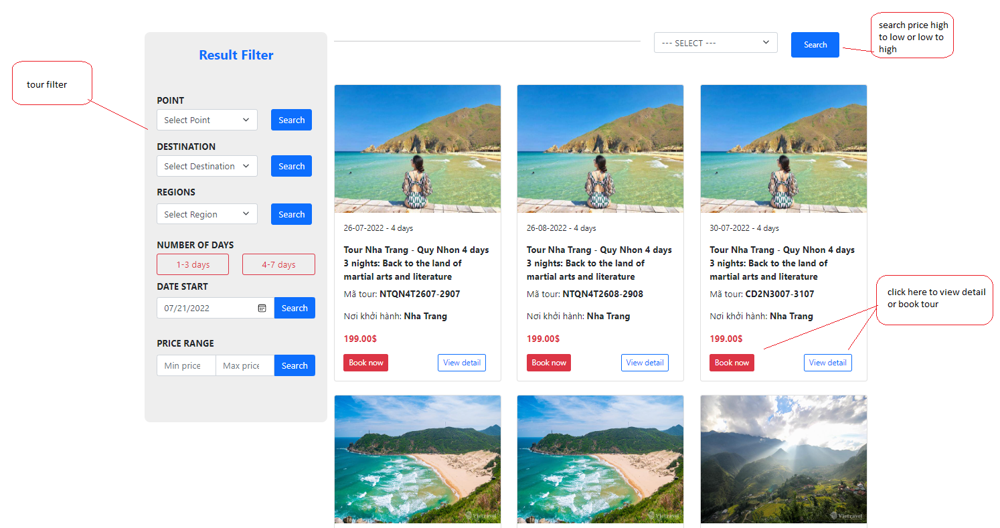 search price high
to low or low to
high
--- SELECT ---
Search
tour filter
Result Filter
POINT
Select Point
Search
DESTINATION
Select Destination
Search
REGIONS
Select Region
Search
NUMBER OF DAYS
1-3 days
4-7 days
DATE START
07/21/2022
Search
PRICE RANGE
Min price
Max price
Search
26-07-2022 - 4 days
Tour Nha Trang - Quy Nhon 4 days
3 nights: Back to the land of
martial arts and literature
Mã tour: NTQN4T2607-2907
Nơi khởi hành: Nha Trang
199.00$
Book now
View detail
26-08-2022 - 4 days
Tour Nha Trang - Quy Nhon 4 days
3 nights: Back to the land of
martial arts and literature
Mã tour: NTQN4T2608-2908
Nơi khởi hành: Nha Trang
199.00$
Book now
View detail
30-07-2022 - 4 days
Tour Nha Trang - Quy Nhon 4 days
3 nights: Back to the land of
martial arts and literature
Mã tour: CD2N3007-3107
Nơi khởi hành: Nha Trang
199.00$
Book now
View detail
click here to view detail
or book tour
Vietravel
Vietravel
Vietravel